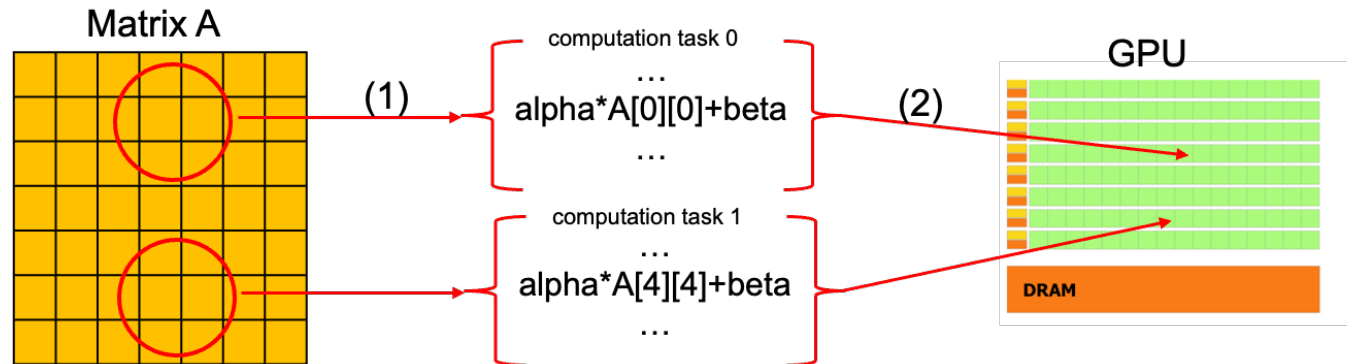 Matrix A
(1)
computation task 0
...
alpha*A[0][0]+beta
...
computation task 1
...
alpha*A[4][4]+beta
...
(2)
GPU
DRAM